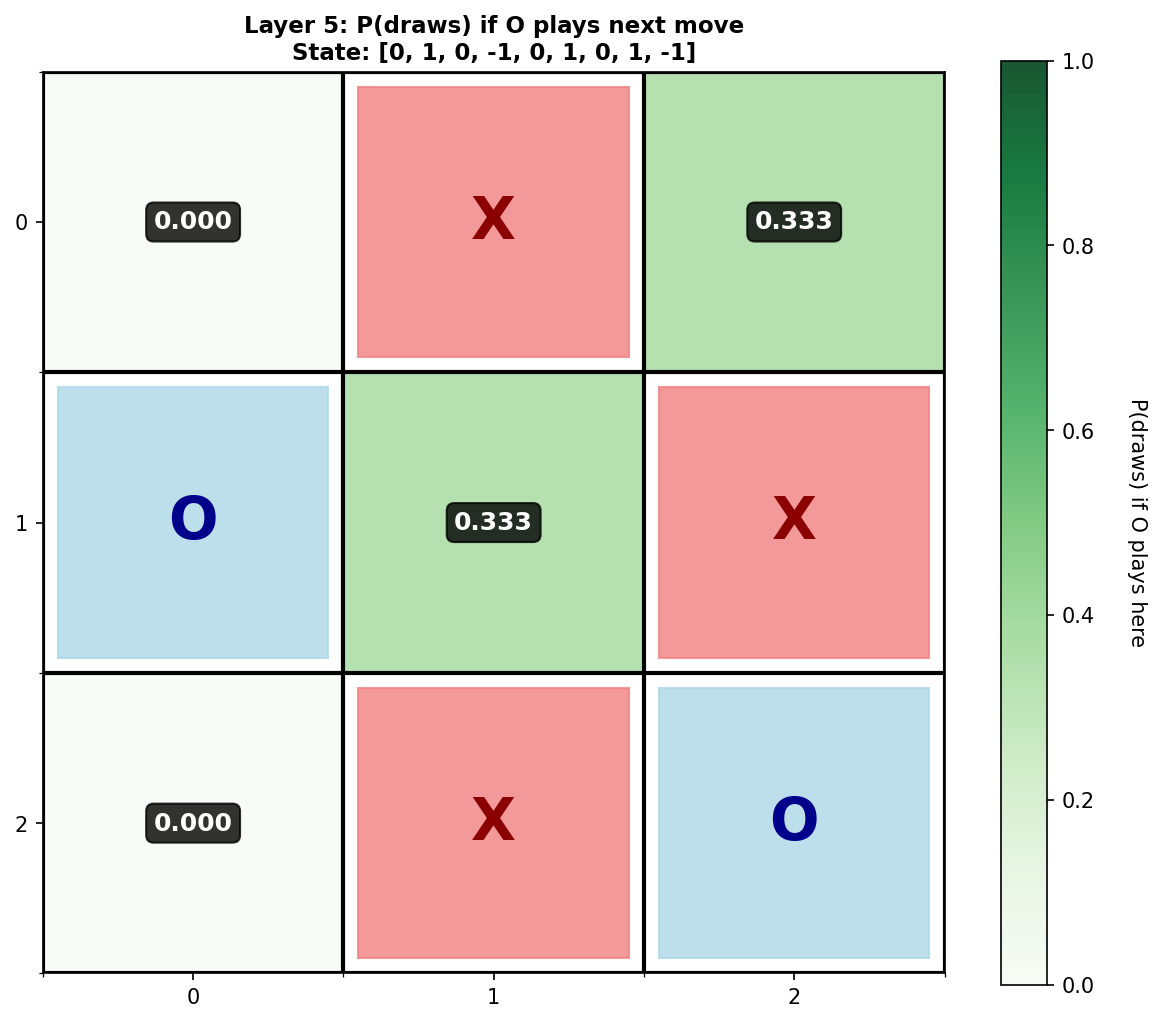 Layer 5: P(draws) if O plays next move
State: [0, 1, 0, -1, 0, 1, 0, 1, -1]
0.000
X
0.333
O
0.333
X
0.000
X
O
0
1
2
0
1
2
1.0
0.8
0.6
0.4
0.2
0.0
P(draws) if O plays here